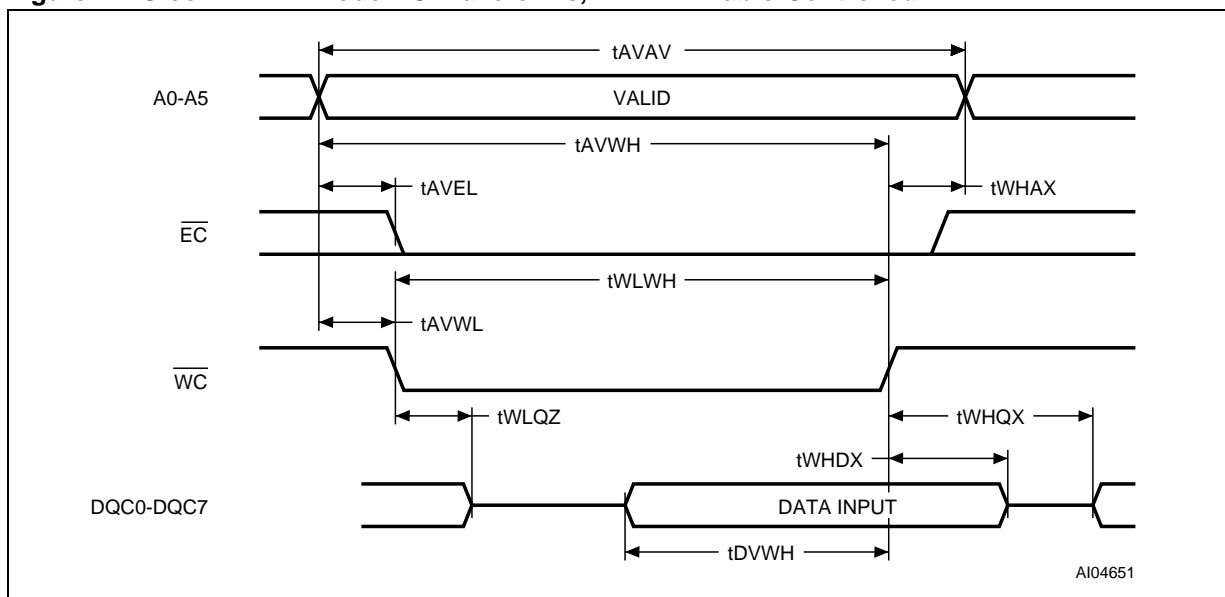 tAVAV
A0-A5
VALID
tAVWH
tAVEL
tWHAX
EC
tWLWH
tAVWL
WC
tWLQZ
tWHQX
tWHDX
DQC0-DQC7
DATA INPUT
tDVWH
AI04651